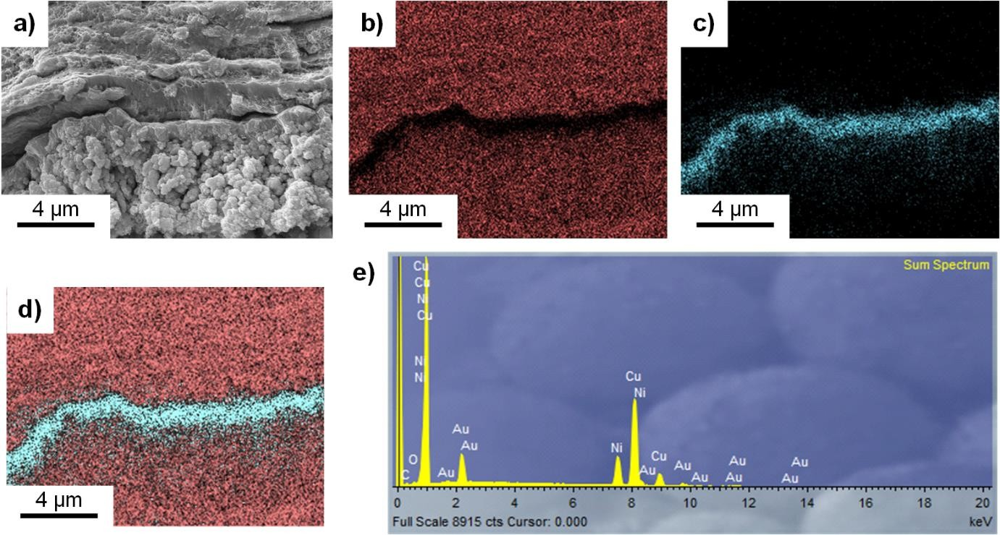 a)
b)
c)
4 µm
4 µm
4 µm
d)
4 µm
e)
Sum Spectrum
Cu
Cu
Ni
Cu
Ni
Ni
Cu
Ni
Au
Au
Ni
O
Cu
C
Au
Au
Au
Au
Au
Au
Au
Au
0 2 4 6 8 10 12 14 16 18 20
Full Scale 8915 cts Cursor: 0.000 keV